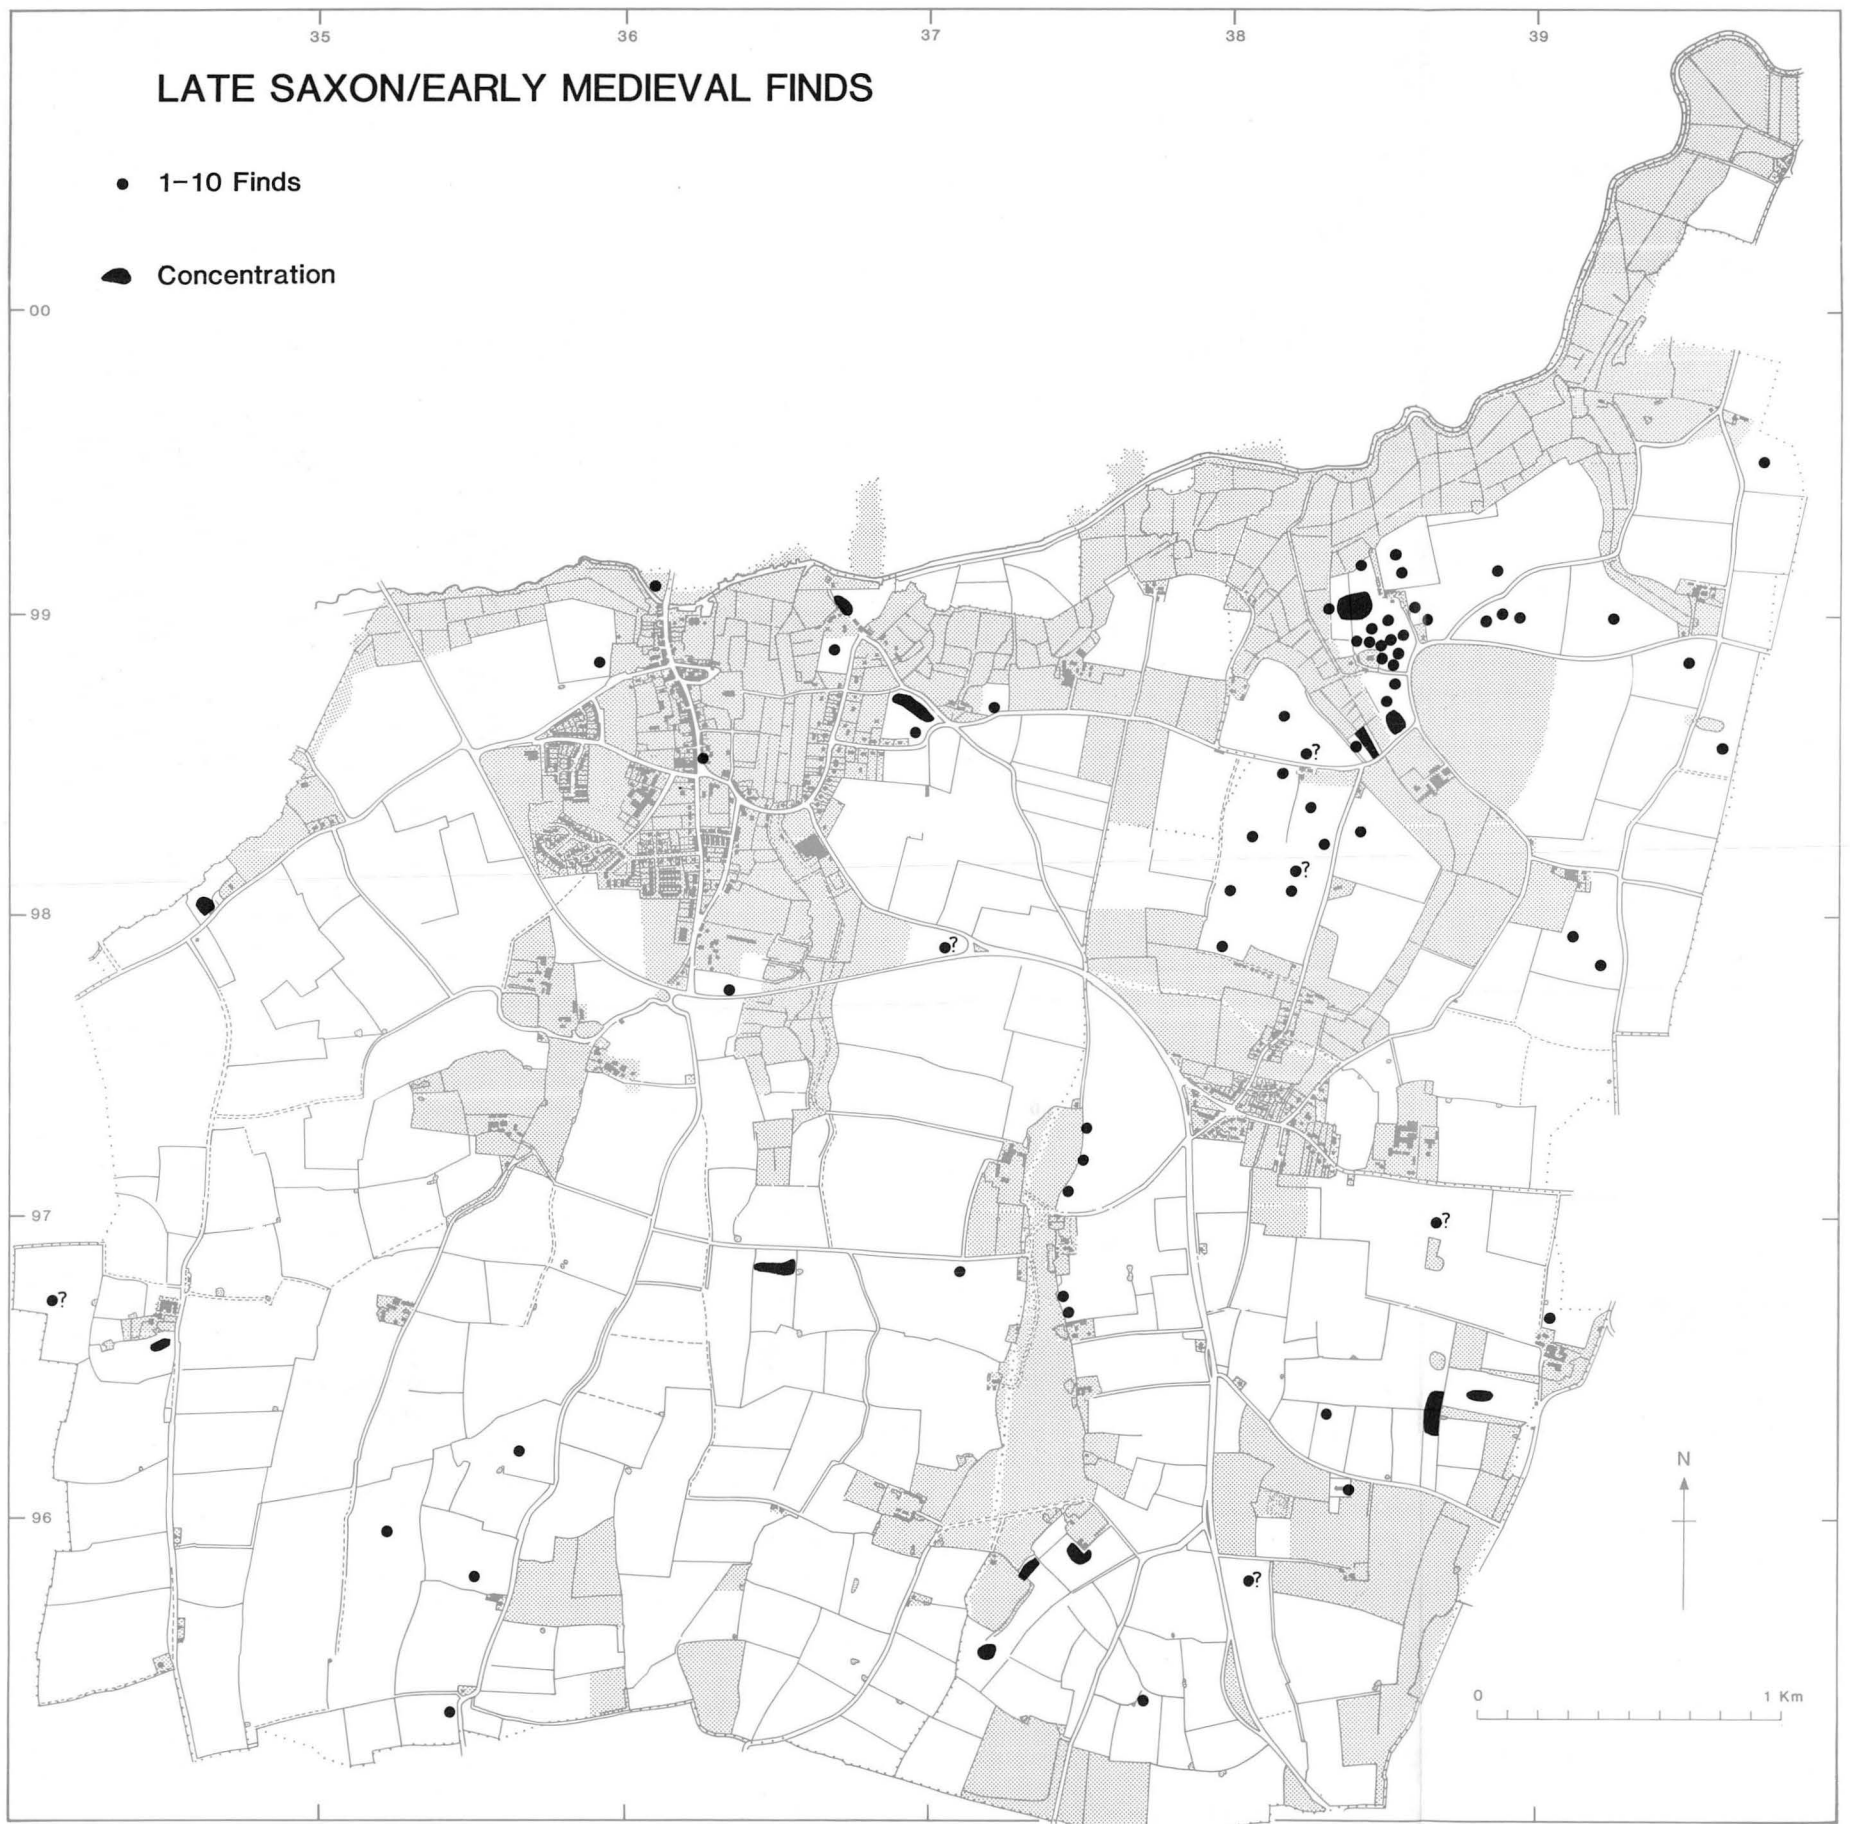 35 36 37 38 39
LATE SAXON/EARLY MEDIEVAL FINDS
1-10 Finds
Concentration
00
99
?
98
?
?
97
?
?
96
N
?
0 1 Km